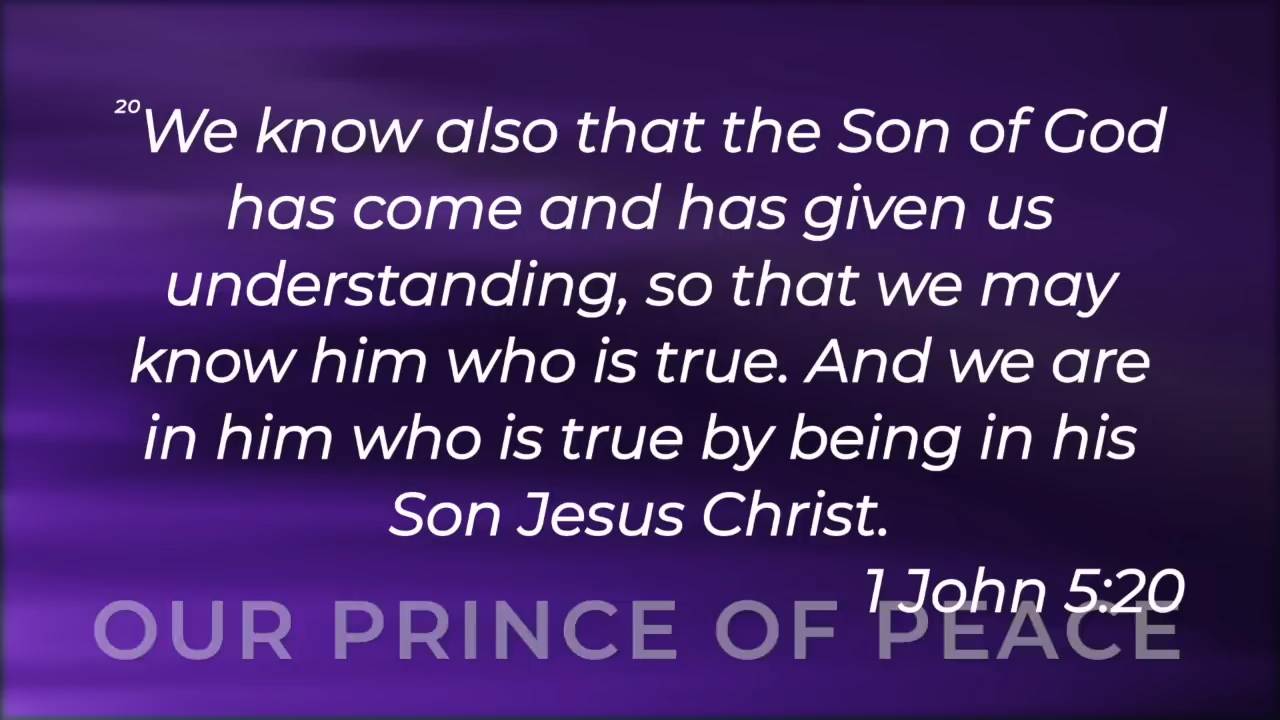 20We know also that the Son of God
has come and has given us
understanding, so that we may
know him who is true. And we are
in him who is true by being in his
Son Jesus Christ.
1 John 5:20
OUR PRINCE OF PEACE